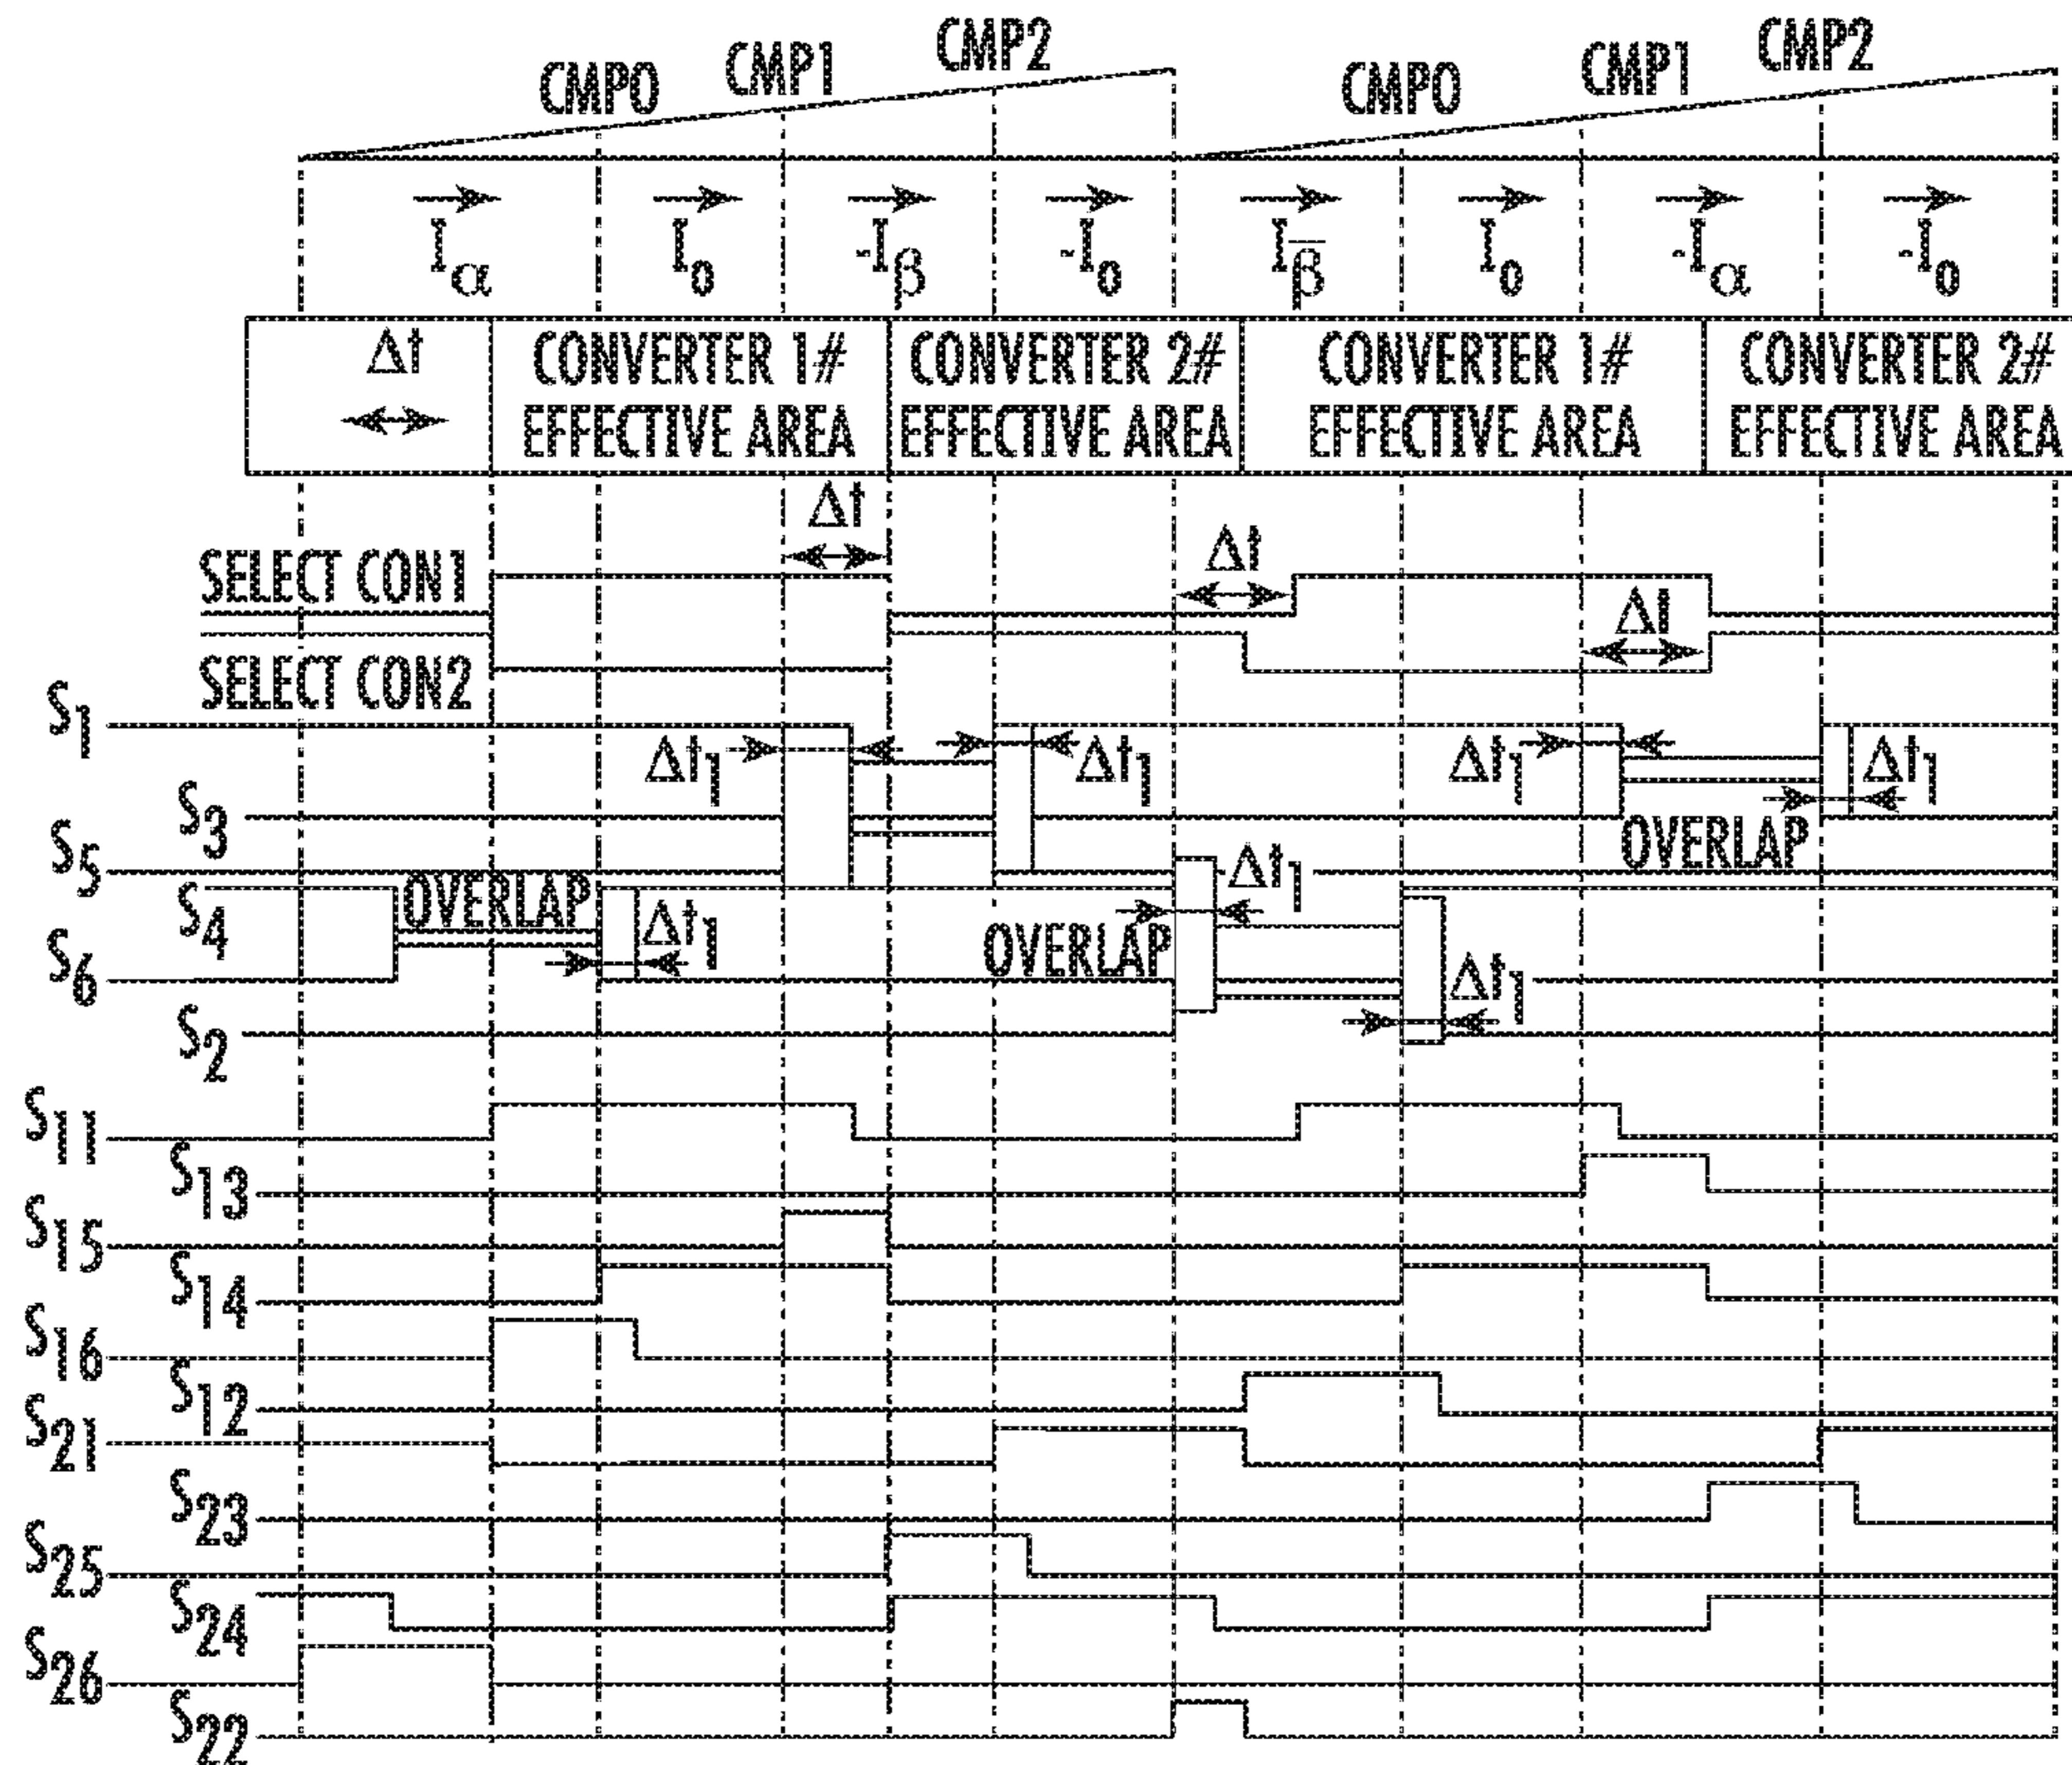 CMP0 CMP1 CMP2 CMP0 CMP1 CMP2
Iα I0 -Iβ -I0 Iβ̅ I0 -Iα -I0
Δt
CONVERTER 1#
EFFECTIVE AREA
CONVERTER 2#
EFFECTIVE AREA
CONVERTER 1#
EFFECTIVE AREA
CONVERTER 2#
EFFECTIVE AREA
Δt
Δt
SELECT CON1
Δt
SELECT CON2
S1
Δt1 Δt1 Δt1 Δt1
S3
OVERLAP
S5
Δt1
S4
OVERLAP Δt1
OVERLAP
S6
Δt1
S2
S11
S13
S15
S14
S16
S12
S21
S23
S25
S24
S26
S22